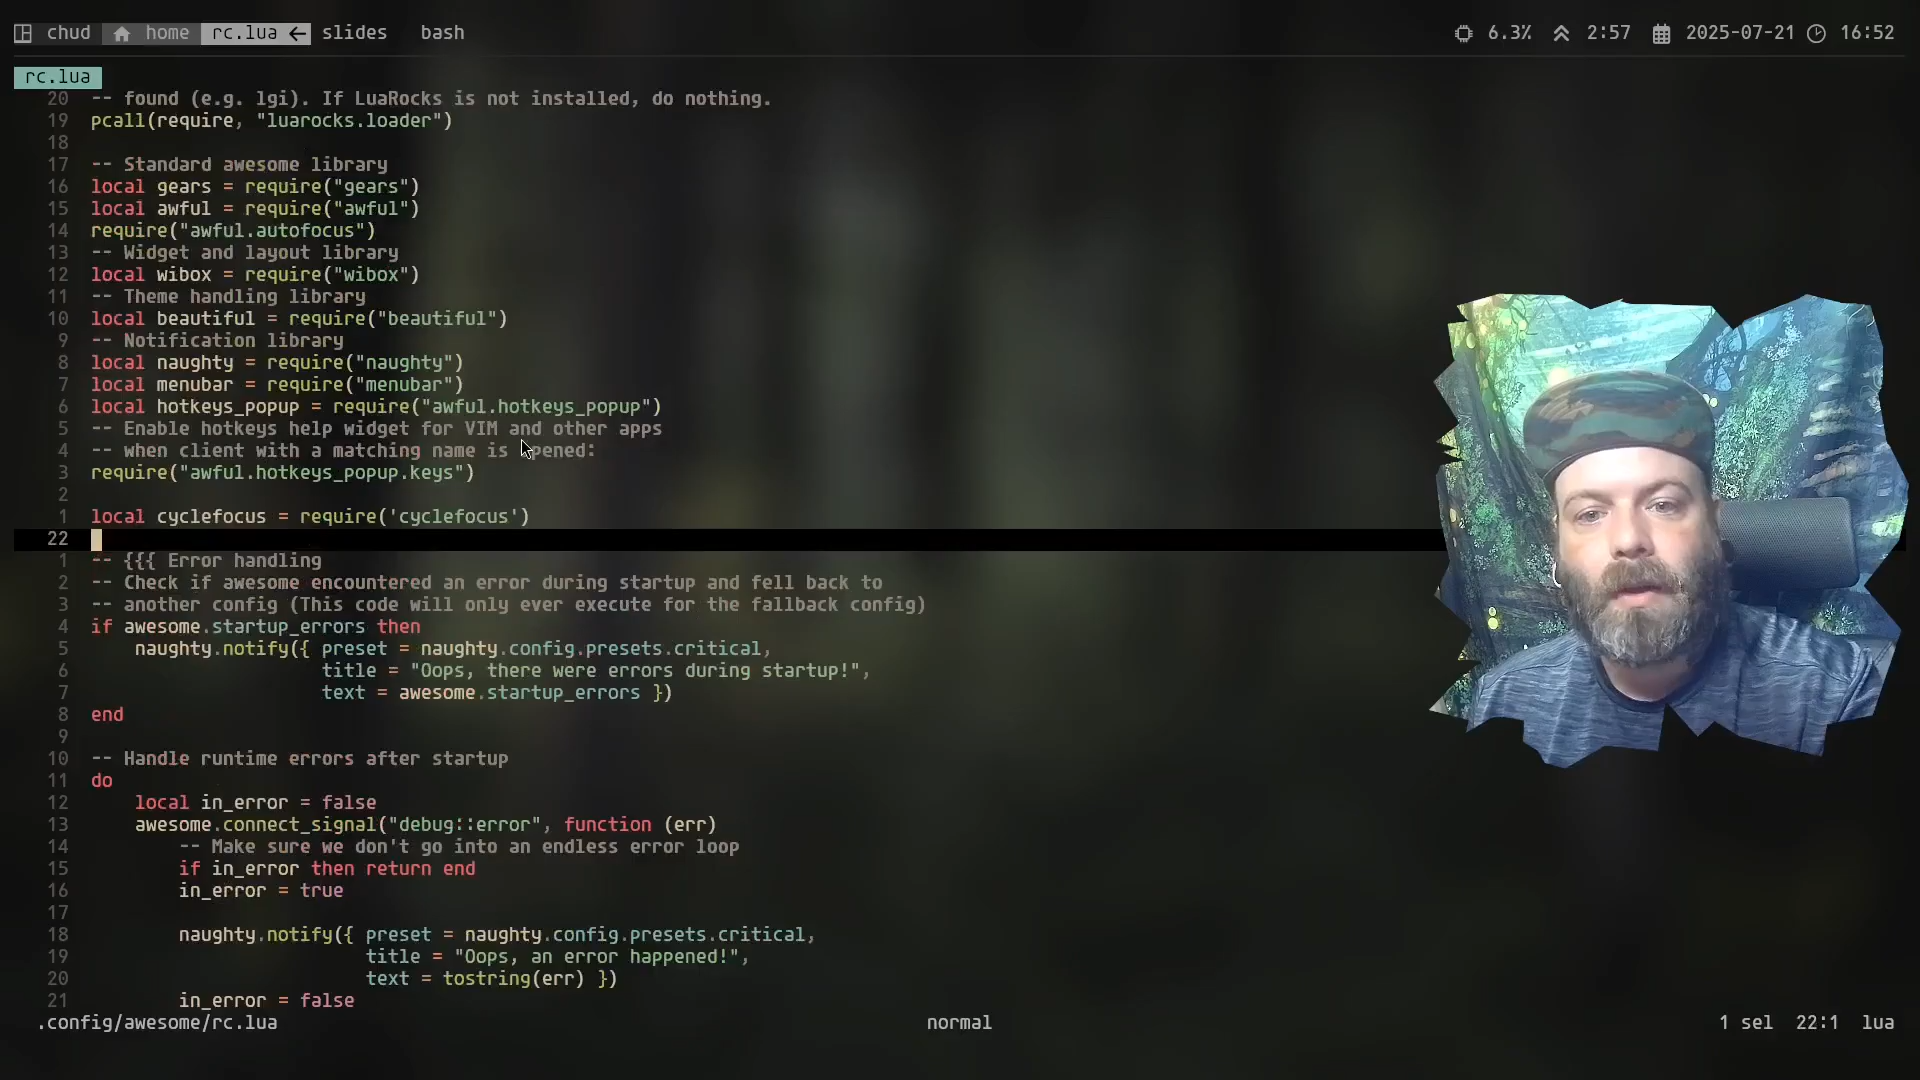 chud home rc.lua ← slides bash 6.3% 2:57 2025-07-21 16:52
rc.lua
20 -- found (e.g. lgi). If LuaRocks is not installed, do nothing.
19 pcall(require, "luarocks.loader")
18
17 -- Standard awesome library
16 local gears = require("gears")
15 local awful = require("awful")
14 require("awful.autofocus")
13 -- Widget and layout library
12 local wibox = require("wibox")
11 -- Theme handling library
10 local beautiful = require("beautiful")
9 -- Notification library
8 local naughty = require("naughty")
7 local menubar = require("menubar")
6 local hotkeys_popup = require("awful.hotkeys_popup")
5 -- Enable hotkeys help widget for VIM and other apps
4 -- when client with a matching name is opened:
3 require("awful.hotkeys_popup.keys")
2
1 local cyclefocus = require('cyclefocus')
22
1 -- {{{ Error handling
2 -- Check if awesome encountered an error during startup and fell back to
3 -- another config (This code will only ever execute for the fallback config)
4 if awesome.startup_errors then
5     naughty.notify({ preset = naughty.config.presets.critical,
6                      title = "Oops, there were errors during startup!",
7                      text = awesome.startup_errors })
8 end
9
10 -- Handle runtime errors after startup
11 do
12     local in_error = false
13     awesome.connect_signal("debug::error", function (err)
14         -- Make sure we don't go into an endless error loop
15         if in_error then return end
16         in_error = true
17
18         naughty.notify({ preset = naughty.config.presets.critical,
19                          title = "Oops, an error happened!",
20                          text = tostring(err) })
21         in_error = false
.config/awesome/rc.lua normal 1 sel 22:1 lua